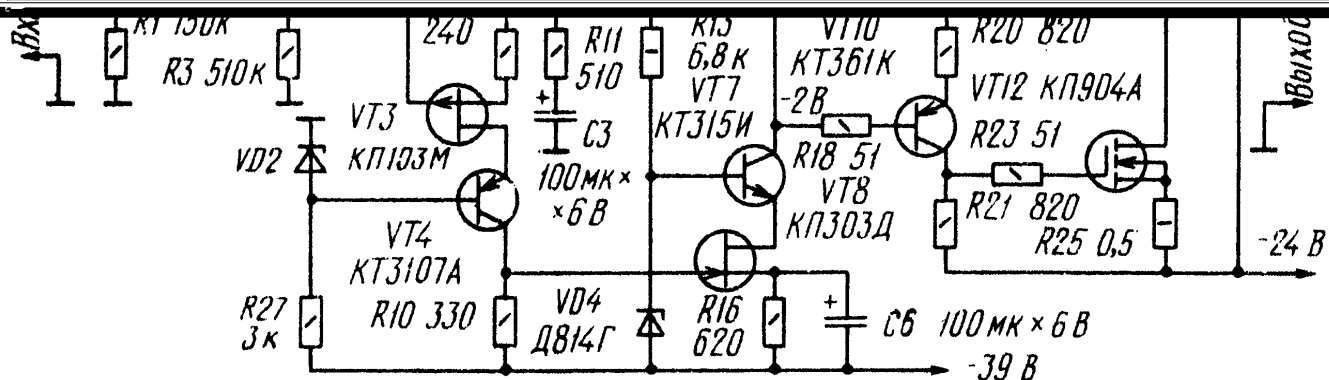 Вх
R1 150к
R3 510к
240
R11
510
R15
6,8к
VT10
КТ361К
R20 820
Выход
VT3
КП103М
VD2
C3
100мк×
×6В
VT7
КТ315И
-2В
R18 51
VT12 КП904А
R23 51
VT4
КТ3107А
VT8
КП303Д
R21 820
R25 0,5
-24 В
R27
3к
R10 330
VD4
Д814Г
R16
620
C6 100мк×6В
-39 В